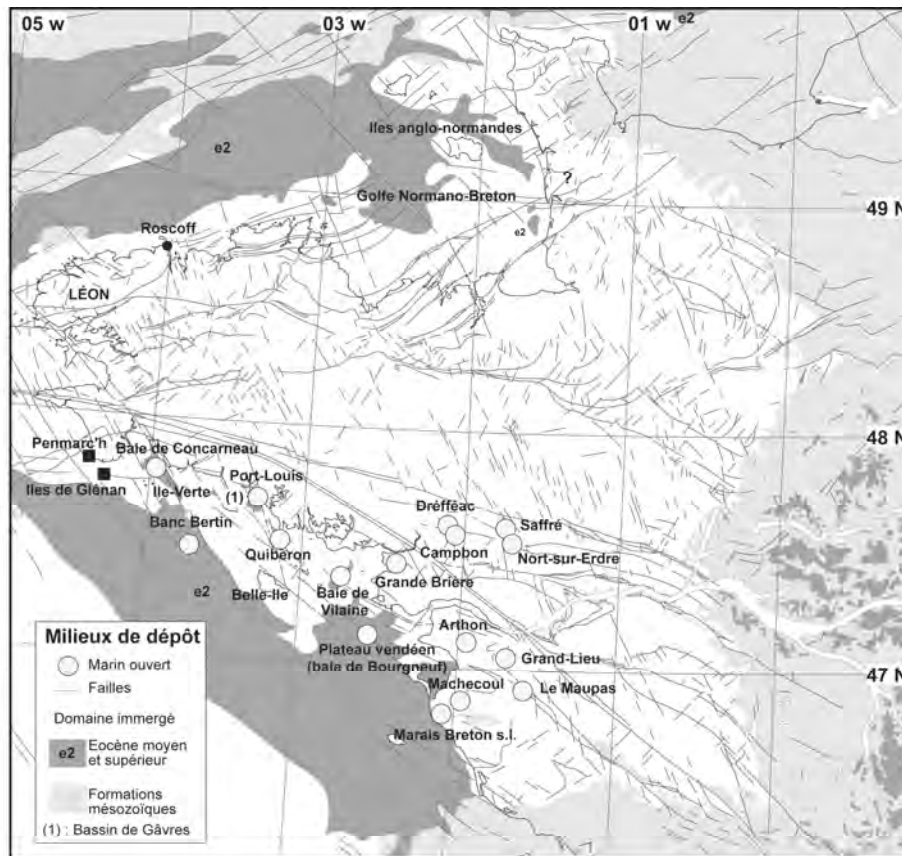 05 w
03 w
01 w
e2
Iles anglo-normandes
e2
?
Golfe Normano-Breton
49 N
Roscoff
e2
LÉON
48 N
Penmarc'h
Baie de Concarneau
Iles de Glénan
Ile-Verte
Port-Louis
(1)
Banc Bertin
Quiberon
Dréfféac
Saffré
Campbon
Nort-sur-Erdre
Grande Brière
e2
Belle-Ile
Baie de
Vilaine
Arthon
Plateau vendéen
(baie de Bourgneuf)
Grand-Lieu
47 N
Machecoul
Le Maupas
Marais Breton s.l.
Milieux de dépôt
Marin ouvert
Failles
Domaine immergé
e2
Eocène moyen
et supérieur
Formations
mésozoïques
(1) : Bassin de Gâvres